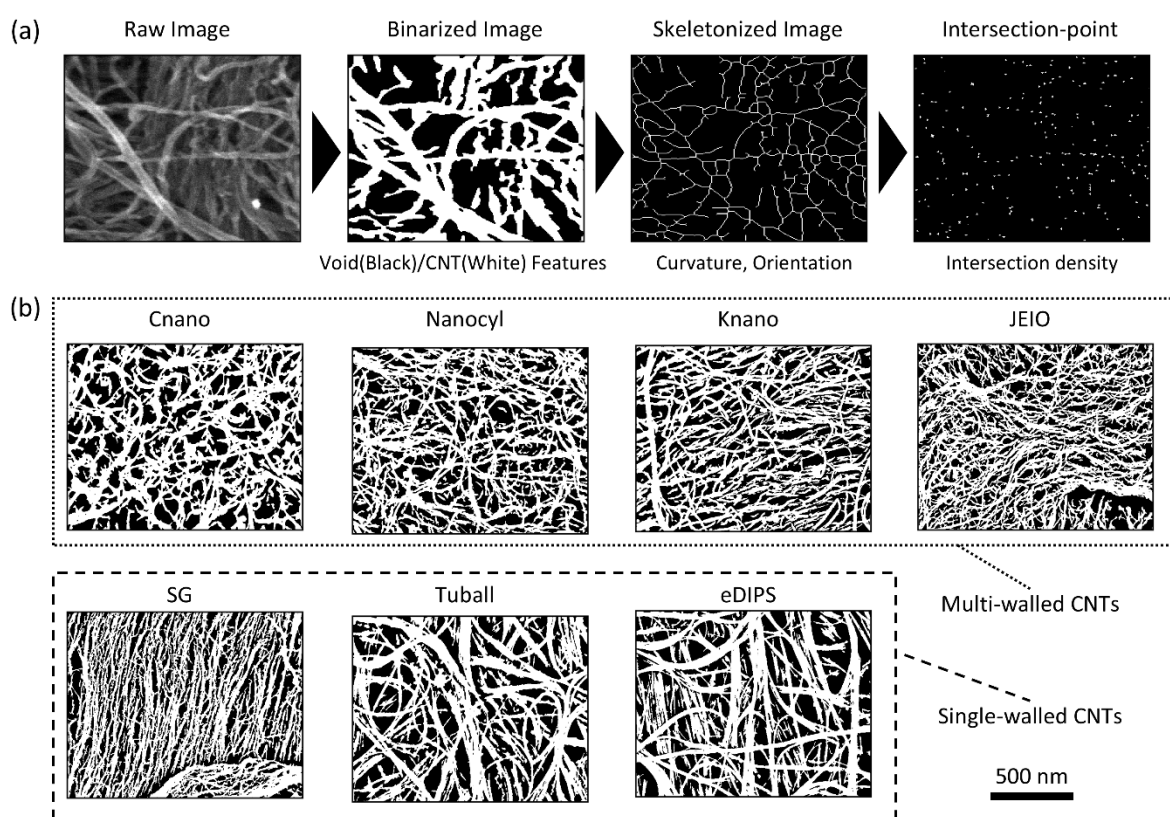 (a)
Raw Image
Binarized Image
Skeletonized Image
Intersection-point
Void(Black)/CNT(White) Features
Curvature, Orientation
Intersection density
(b)
Cnano
Nanocyl
Knano
JEIO
SG
Tuball
eDIPS
Multi-walled CNTs
Single-walled CNTs
500 nm